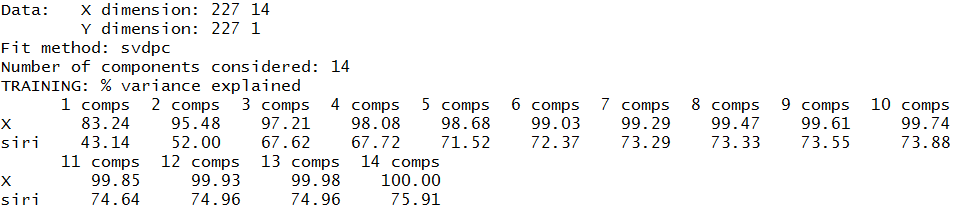 Data:    X dimension: 227 14
         Y dimension: 227 1
Fit method: svdpc
Number of components considered: 14
TRAINING: % variance explained
      1 comps  2 comps  3 comps  4 comps  5 comps  6 comps  7 comps  8 comps  9 comps  10 comps
X       83.24    95.48    97.21    98.08    98.68    99.03    99.29    99.47    99.61     99.74
siri    43.14    52.00    67.62    67.72    71.52    72.37    73.29    73.33    73.55     73.88
      11 comps  12 comps  13 comps  14 comps
X        99.85     99.93     99.98    100.00
siri     74.64     74.96     74.96     75.91